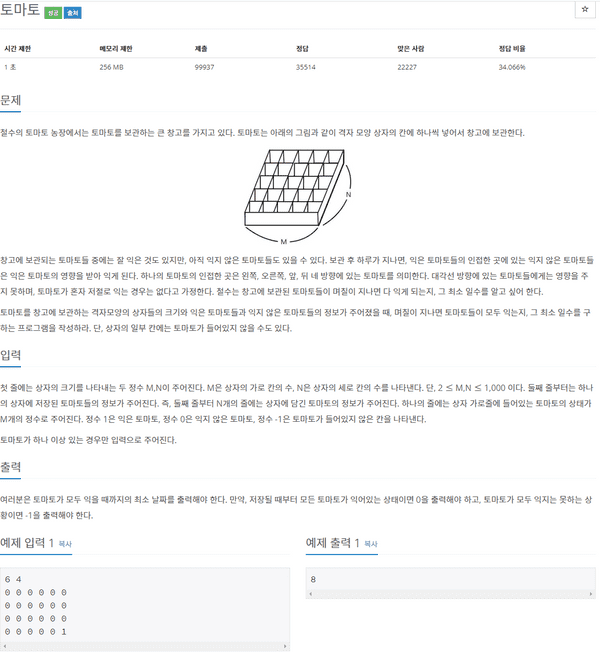 토마토 성공 출처
☆
시간 제한 메모리 제한 제출 정답 맞은 사람 정답 비율
1 초 256 MB 99937 35514 22227 34.066%
문제
철수의 토마토 농장에서는 토마토를 보관하는 큰 창고를 가지고 있다. 토마토는 아래의 그림과 같이 격자 모양 상자의 칸에 하나씩 넣어서 창고에 보관한다.
N
M
창고에 보관되는 토마토들 중에는 잘 익은 것도 있지만, 아직 익지 않은 토마토들도 있을 수 있다. 보관 후 하루가 지나면, 익은 토마토들의 인접한 곳에 있는 익지 않은 토마토들
은 익은 토마토의 영향을 받아 익게 된다. 하나의 토마토의 인접한 곳은 왼쪽, 오른쪽, 앞, 뒤 네 방향에 있는 토마토를 의미한다. 대각선 방향에 있는 토마토들에게는 영향을 주
지 못하며, 토마토가 혼자 저절로 익는 경우는 없다고 가정한다. 철수는 창고에 보관된 토마토들이 며칠이 지나면 다 익게 되는지, 그 최소 일수를 알고 싶어 한다.
토마토를 창고에 보관하는 격자모양의 상자들의 크기와 익은 토마토들과 익지 않은 토마토들의 정보가 주어졌을 때, 며칠이 지나면 토마토들이 모두 익는지, 그 최소 일수를 구
하는 프로그램을 작성하라. 단, 상자의 일부 칸에는 토마토가 들어있지 않을 수도 있다.
입력
첫 줄에는 상자의 크기를 나타내는 두 정수 M,N이 주어진다. M은 상자의 가로 칸의 수, N은 상자의 세로 칸의 수를 나타낸다. 단, 2 ≤ M,N ≤ 1,000 이다. 둘째 줄부터는 하나
의 상자에 저장된 토마토들의 정보가 주어진다. 즉, 둘째 줄부터 N개의 줄에는 상자에 담긴 토마토의 정보가 주어진다. 하나의 줄에는 상자 가로줄에 들어있는 토마토의 상태가
M개의 정수로 주어진다. 정수 1은 익은 토마토, 정수 0은 익지 않은 토마토, 정수 -1은 토마토가 들어있지 않은 칸을 나타낸다.
토마토가 하나 이상 있는 경우만 입력으로 주어진다.
출력
여러분은 토마토가 모두 익을 때까지의 최소 날짜를 출력해야 한다. 만약, 저장될 때부터 모든 토마토가 익어있는 상태이면 0을 출력해야 하고, 토마토가 모두 익지는 못하는 상
황이면 -1을 출력해야 한다.
예제 입력 1 복사
6 4
0 0 0 0 0 0
0 0 0 0 0 0
0 0 0 0 0 0
0 0 0 0 0 1
예제 출력 1 복사
8